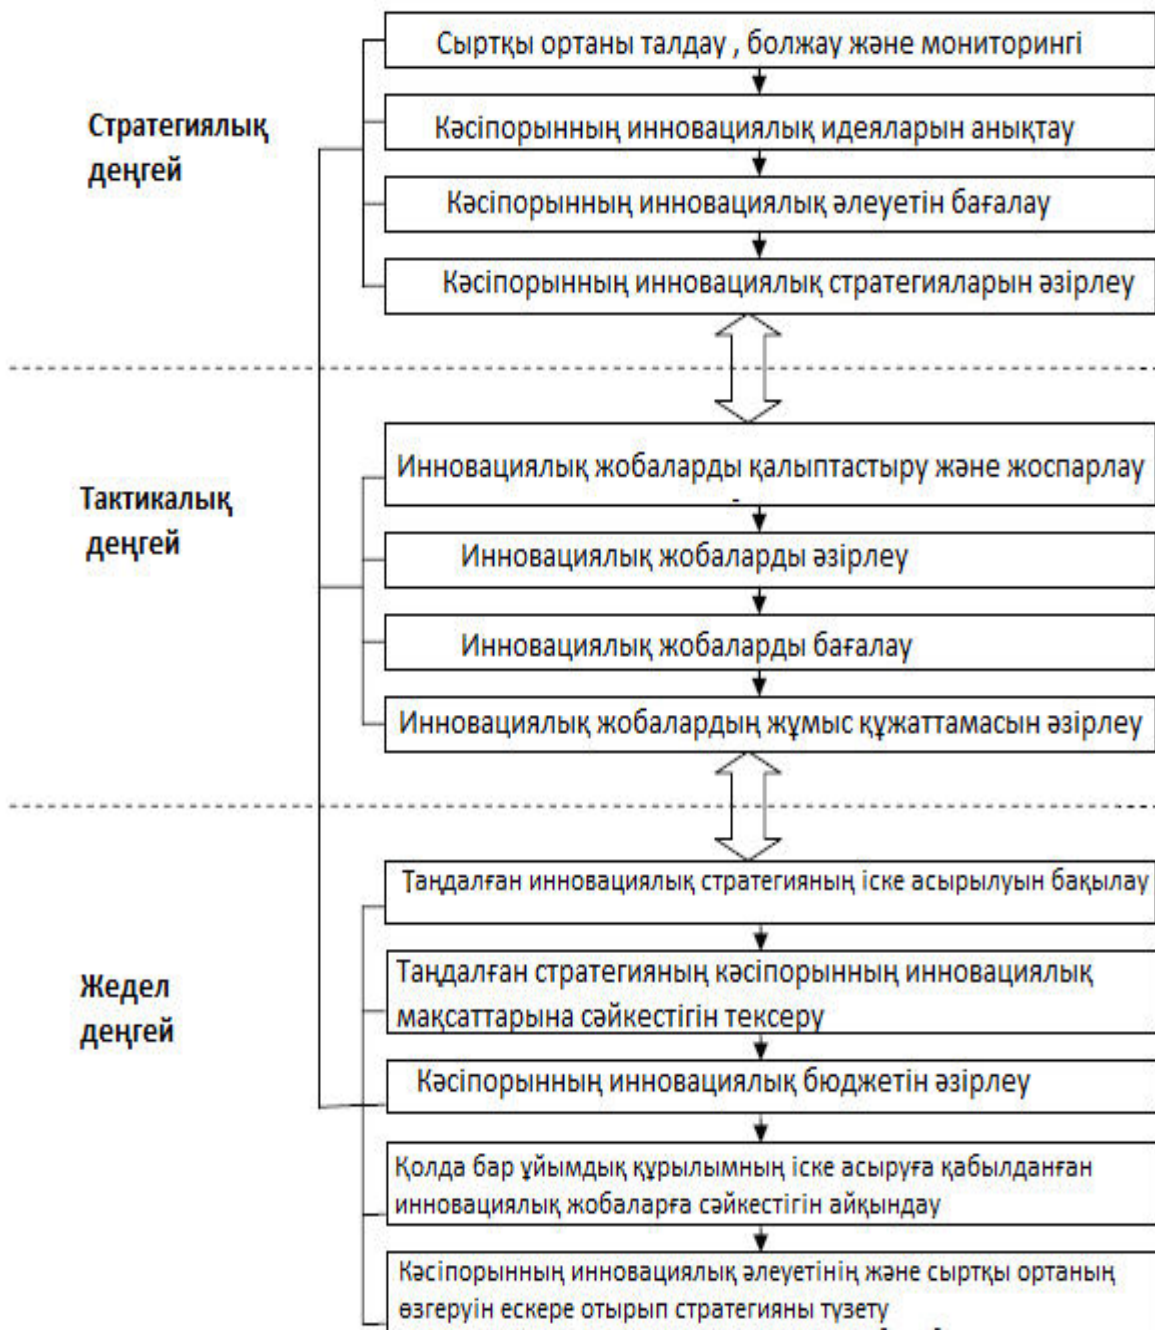 Сыртқы ортаны талдау , болжау және мониторингі
Стратегиялық
деңгей
Кәсіпорынның инновациялық идеяларын анықтау
Кәсіпорынның инновациялық әлеуетін бағалау
Кәсіпорынның инновациялық стратегияларын әзірлеу
Инновациялық жобаларды қалыптастыру және жоспарлау
Тактикалық
деңгей
Инновациялық жобаларды әзірлеу
Инновациялық жобаларды бағалау
Инновациялық жобалардың жұмыс құжаттамасын әзірлеу
Таңдалған инновациялық стратегияның іске асырылуын бақылау
Жедел
деңгей
Таңдалған стратегияның кәсіпорынның инновациялық
мақсаттарына сәйкестігін тексеру
Кәсіпорынның инновациялық бюджетін әзірлеу
Қолда бар ұйымдық құрылымның іске асыруға қабылданған
инновациялық жобаларға сәйкестігін айқындау
Кәсіпорынның инновациялық әлеуетінің және сыртқы ортаның
өзгеруін ескере отырып стратегияны түзету